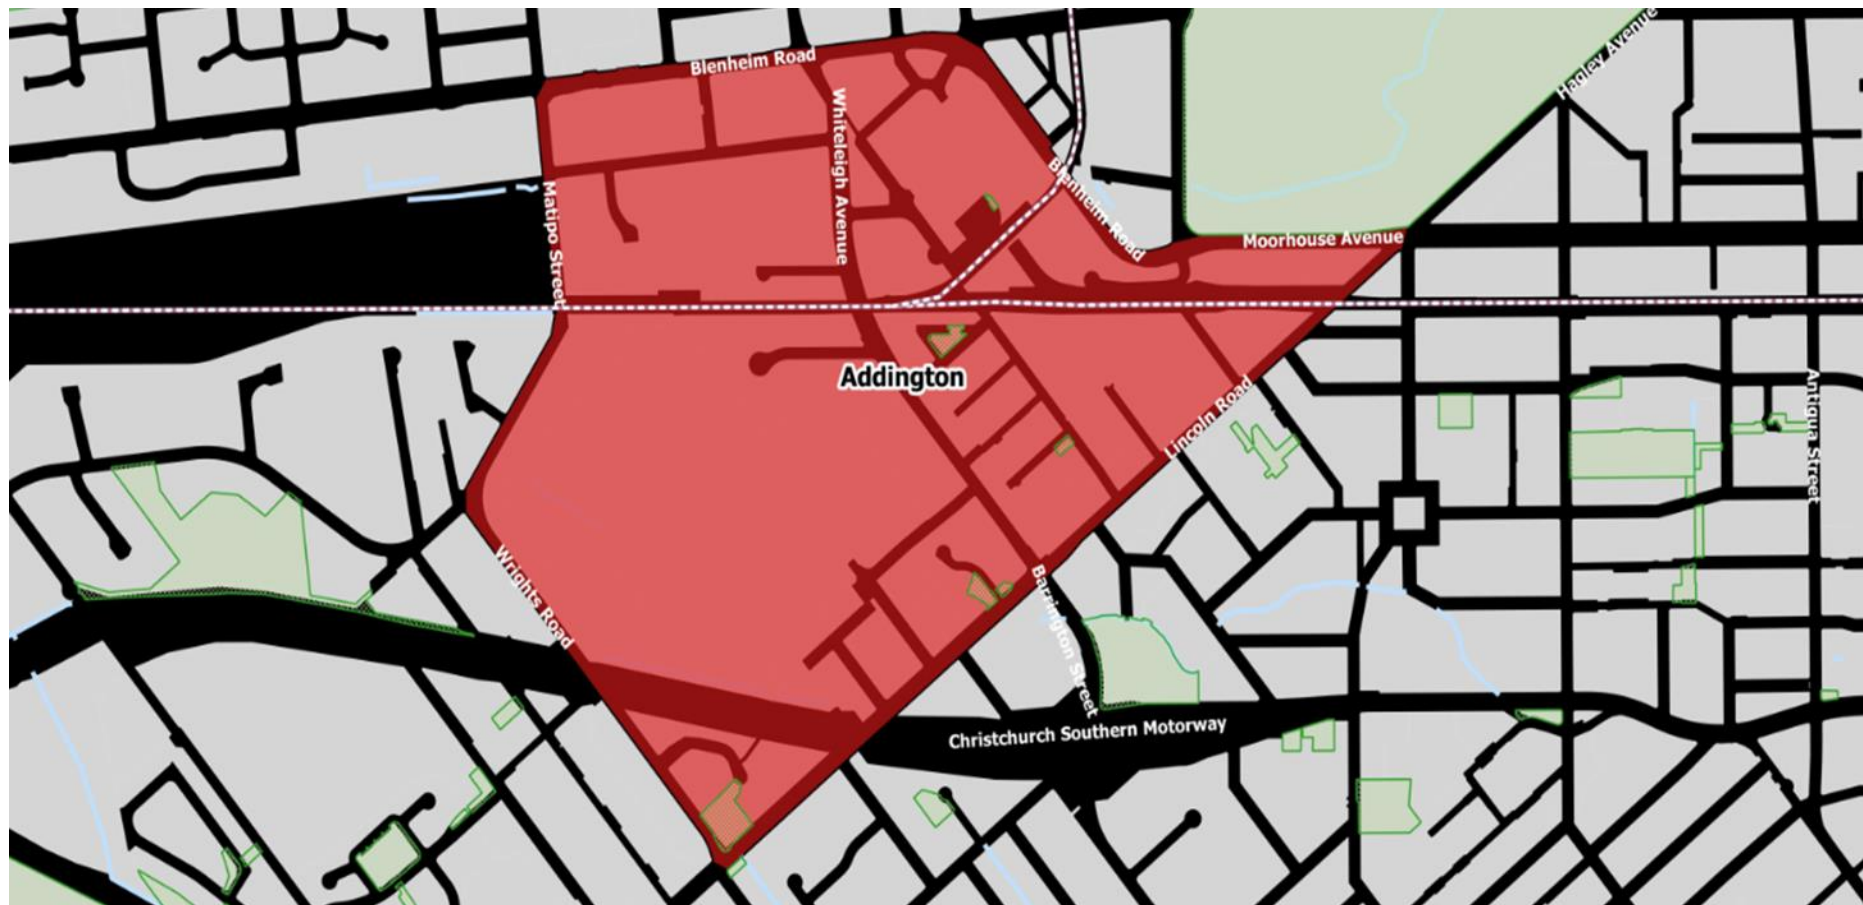 Hagley Avenue
Blenheim Road
Whiteleigh Avenue
Blenheim Road
Matipo Street
Moorhouse Avenue
Addington
Lincoln Road
Antigua Street
Wrights Road
Barrington Street
Christchurch Southern Motorway